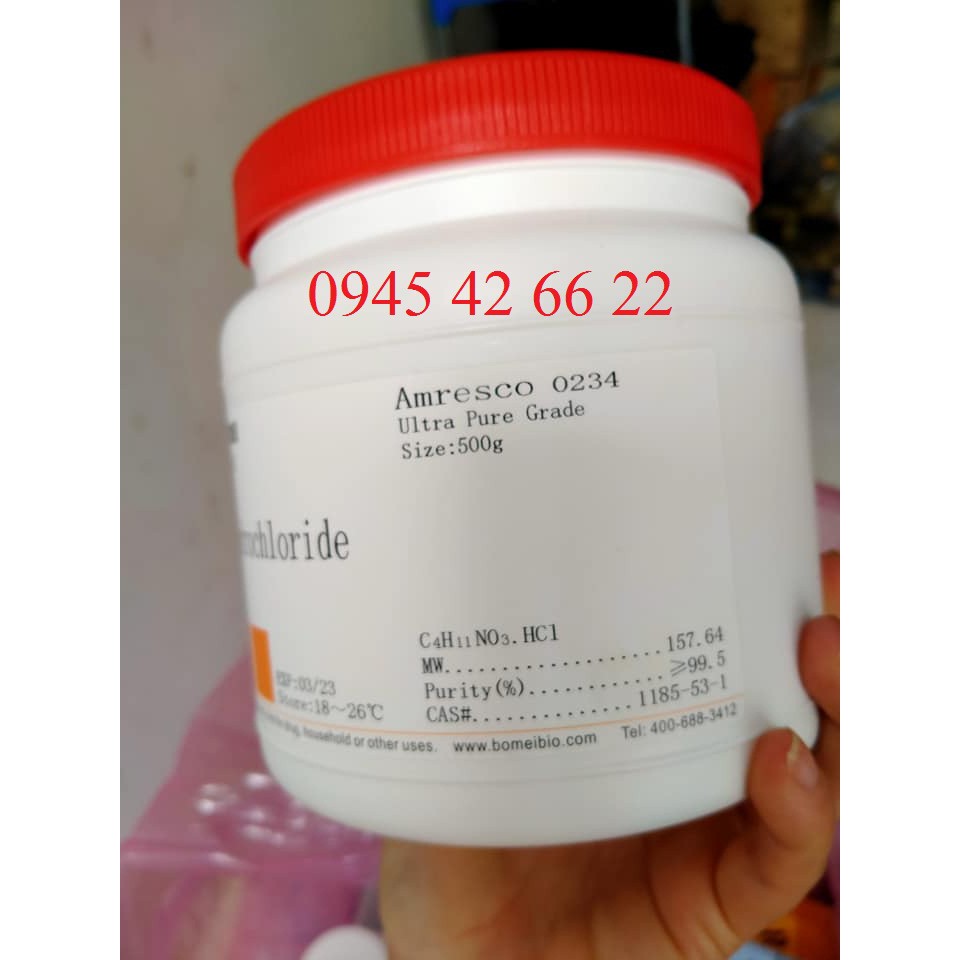 0945 42 66 22
Amresco 0234
Ultra Pure Grade
Size:500g
chloride
C₄H₁₁NO₃.HCl
MW...................157.64
Purity(%)............≥99.5
CAS#..............1185-53-1
EXP:03/23
Store:18~26℃
drug, household or other uses. www.bomeibio.com Tel: 400-688-3412